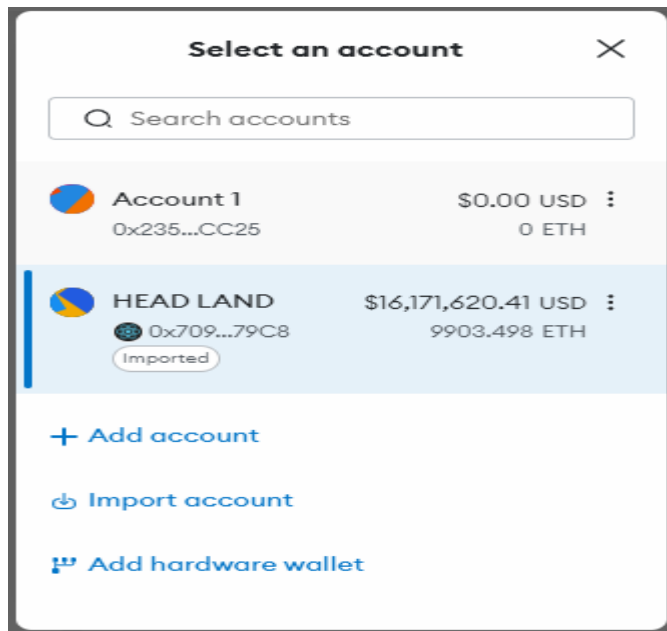 Select an account
Search accounts
Account 1 $0.00 USD
0x235...CC25 0 ETH
HEAD LAND $16,171,620.41 USD
0x709...79C8 9903.498 ETH
Imported
Add account
Import account
Add hardware wallet